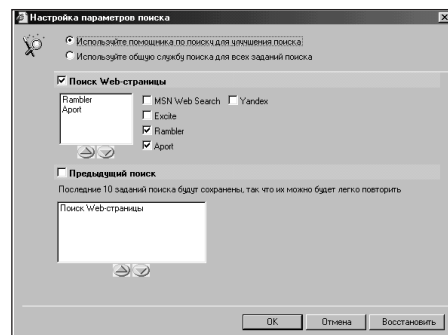 Настройка параметров поиска
Используйте помощника по поиску для улучшения поиска
Используйте общую службу поиска для всех заданий поиска
Поиск Web-страницы
Rambler
Aport
MSN Web Search Yandex
Excite
Rambler
Aport
Предыдущий поиск
Последние 10 заданий поиска будут сохранены, так что их можно будет легко повторить
Поиск Web-страницы
OK Отмена Восстановить